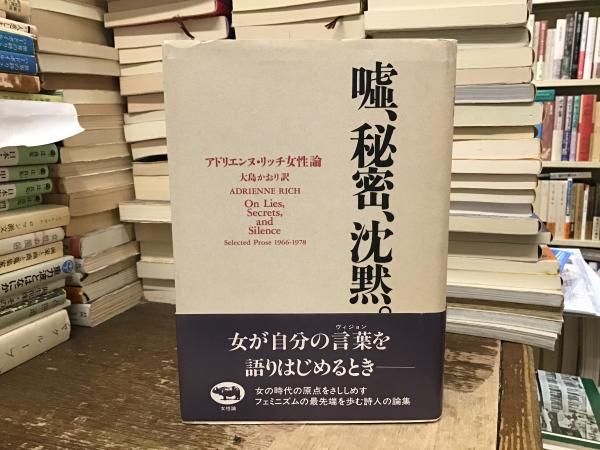 嘘、秘密、沈黙。
アドリエンヌ・リッチ女性論
大島かおり訳
ADRIENNE RICH
On Lies,
Secrets,
and
Silence
Selected Prose 1966-1978
女が自分の言葉を
ヴィジョン
語りはじめるとき——
女の時代の原点をさししめす
フェミニズムの最先端を歩む詩人の論集
女性論